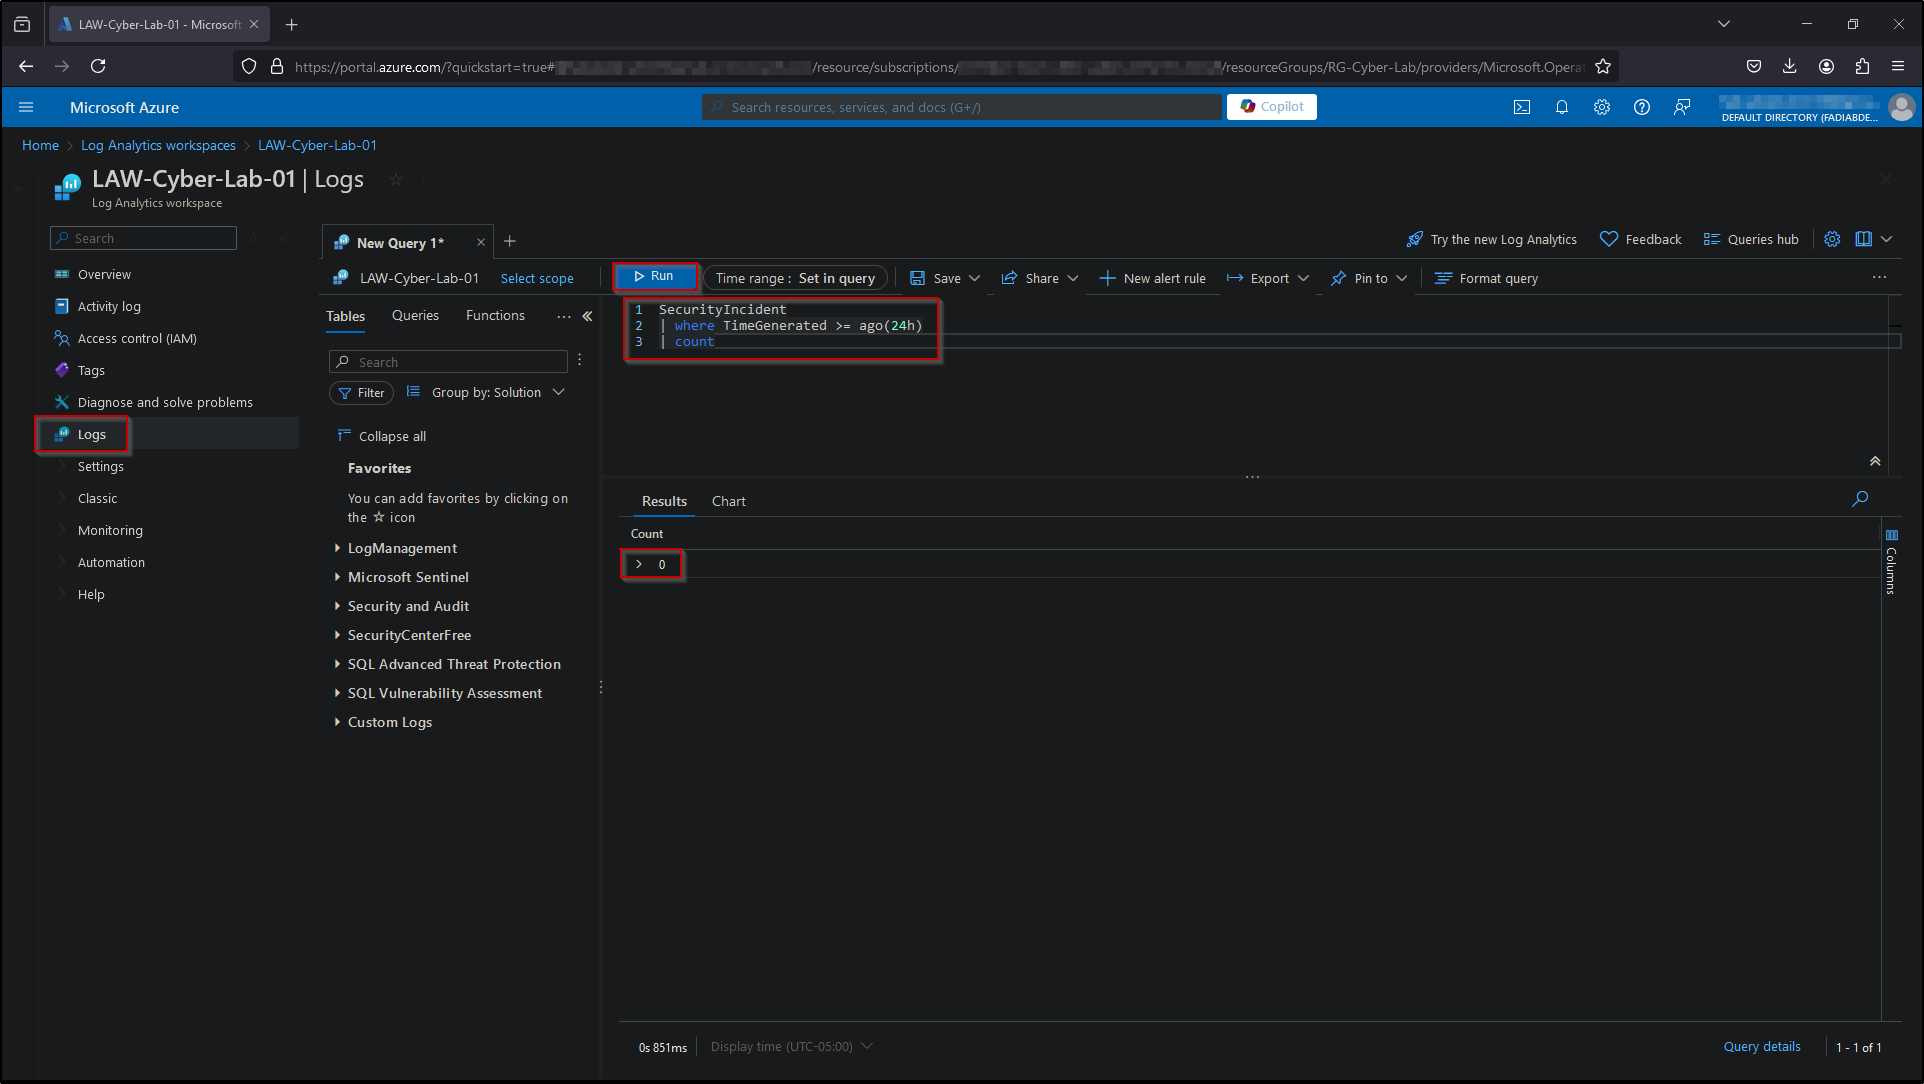 LAW-Cyber-Lab-01 - Microsoft
https://portal.azure.com/?quickstart=true#
/resource/subscriptions/
/resourceGroups/RG-Cyber-Lab/providers/Microsoft.Opera
Microsoft Azure
Search resources, services, and docs (G+/)
Copilot
DEFAULT DIRECTORY (FADIABDE...
Home > Log Analytics workspaces > LAW-Cyber-Lab-01
LAW-Cyber-Lab-01 | Logs
Log Analytics workspace
Search
Overview
Activity log
Access control (IAM)
Tags
Diagnose and solve problems
Logs
Settings
Classic
Monitoring
Automation
Help
New Query 1*
Try the new Log Analytics
Feedback
Queries hub
LAW-Cyber-Lab-01
Select scope
Run
Time range : Set in query
Save
Share
New alert rule
Export
Pin to
Format query
Tables
Queries
Functions
Search
Filter
Group by: Solution
Collapse all
Favorites
You can add favorites by clicking on
the ☆ icon
LogManagement
Microsoft Sentinel
Security and Audit
SecurityCenterFree
SQL Advanced Threat Protection
SQL Vulnerability Assessment
Custom Logs
1 SecurityIncident
2 | where TimeGenerated >= ago(24h)
3 | count
Results
Chart
Count
0
Columns
0s 851ms
Display time (UTC-05:00)
Query details
1 - 1 of 1